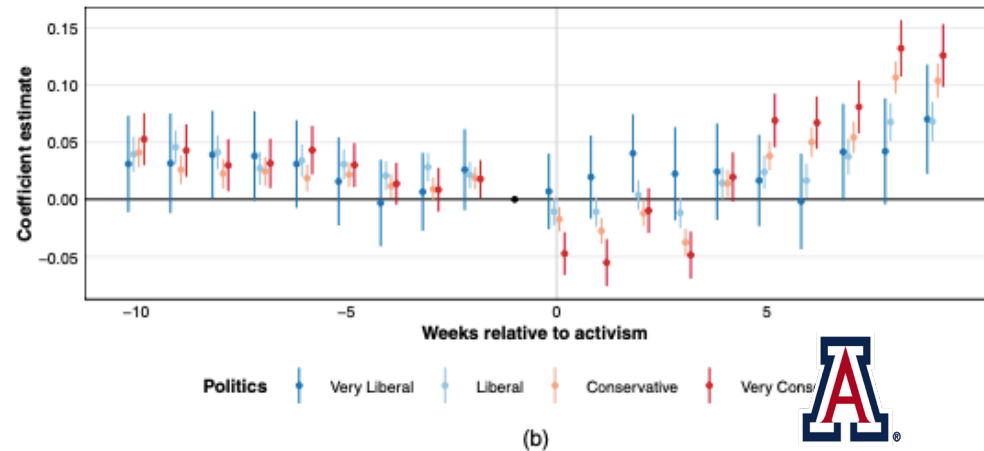 0.15
0.10
0.05
0.00
−0.05
Coefficient estimate
−10 −5 0 5
Weeks relative to activism
Politics Very Liberal Liberal Conservative Very Cons
A ®
(b)